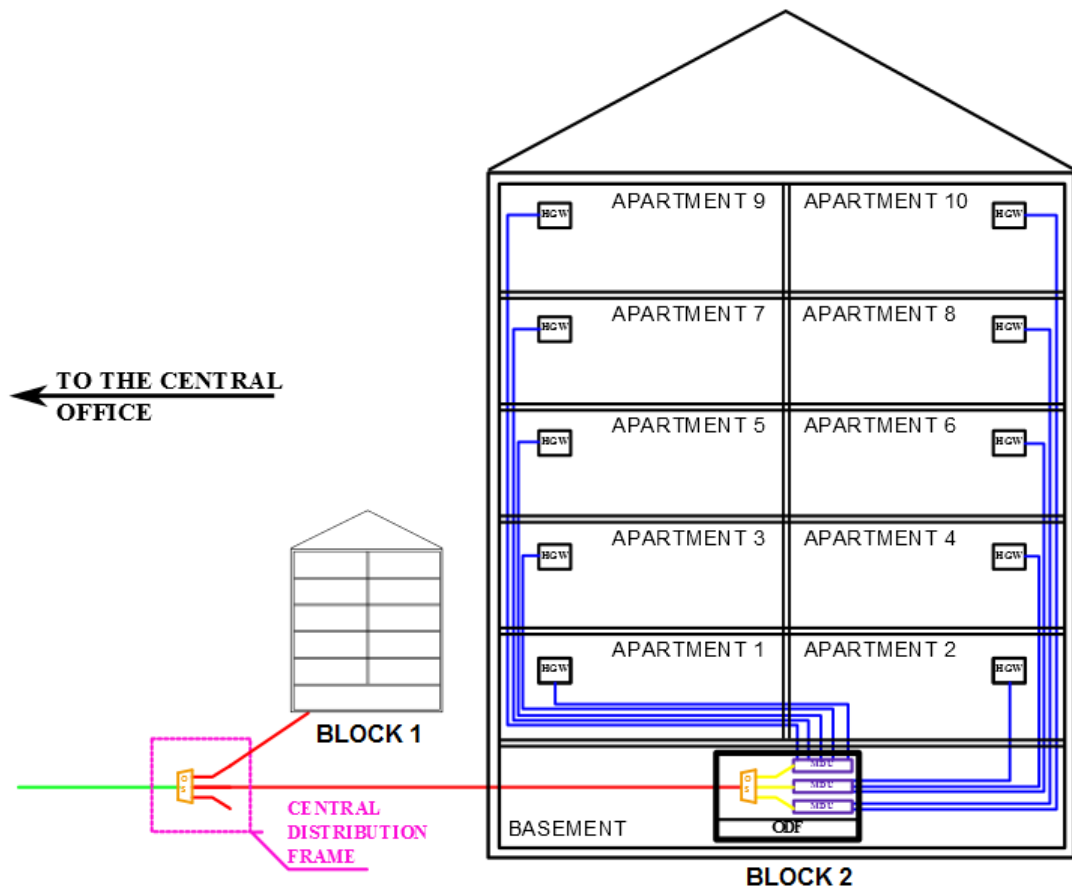 APARTMENT 9
APARTMENT 10
HGW
HGW
APARTMENT 7
APARTMENT 8
HGW
HGW
TO THE CENTRAL
OFFICE
APARTMENT 5
APARTMENT 6
HGW
HGW
APARTMENT 3
APARTMENT 4
HGW
HGW
APARTMENT 1
APARTMENT 2
HGW
HGW
BLOCK 1
OS
OS
MDU
MDU
MDU
CENTRAL
DISTRIBUTION
FRAME
BASEMENT
ODF
BLOCK 2